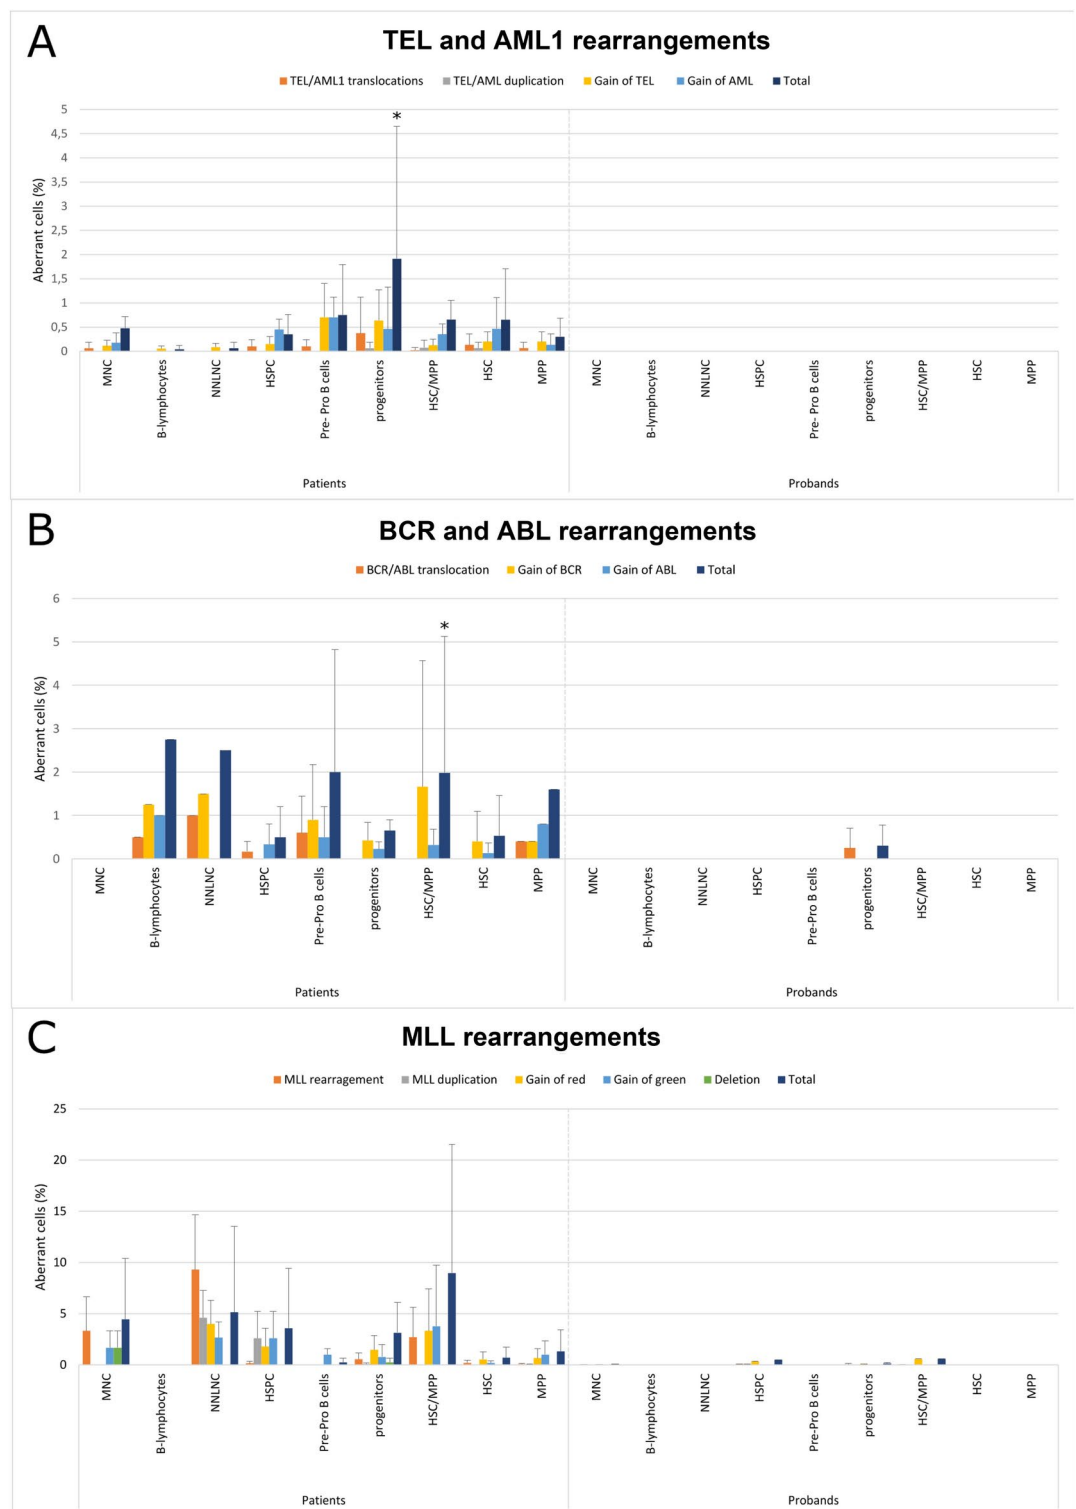 A
TEL and AML1 rearrangements
TEL/AML1 translocations TEL/AML duplication Gain of TEL Gain of AML Total
Aberrant cells (%)
5
4,5
4
3,5
3
2,5
2
1,5
1
0,5
0
*
MNC
B-lymphocytes
NNLNC
HSPC
Pre- Pro B cells
progenitors
HSC/MPP
HSC
MPP
MNC
B-lymphocytes
NNLNC
HSPC
Pre- Pro B cells
progenitors
HSC/MPP
HSC
MPP
Patients Probands
B
BCR and ABL rearrangements
BCR/ABL translocation Gain of BCR Gain of ABL Total
Aberrant cells (%)
6
5
4
3
2
1
0
*
MNC
B-lymphocytes
NNLNC
HSPC
Pre-Pro B cells
progenitors
HSC/MPP
HSC
MPP
MNC
B-lymphocytes
NNLNC
HSPC
Pre-Pro B cells
progenitors
HSC/MPP
HSC
MPP
Patients Probands
C
MLL rearrangements
MLL rearragement MLL duplication Gain of red Gain of green Deletion Total
Aberrant cells (%)
25
20
15
10
5
0
MNC
B-lymphocytes
NNLNC
HSPC
Pre-Pro B cells
progenitors
HSC/MPP
HSC
MPP
MNC
B-lymphocytes
NNLNC
HSPC
Pre-Pro B cells
progenitors
HSC/MPP
HSC
MPP
Patients Probands